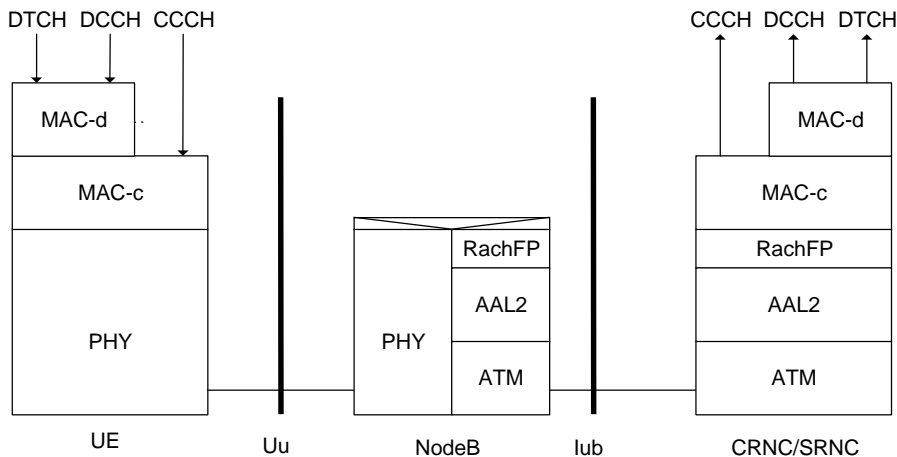 DTCH DCCH CCCH
CCCH DCCH DTCH
MAC-d
MAC-d
MAC-c
MAC-c
RachFP
RachFP
AAL2
AAL2
PHY
PHY
ATM
ATM
UE
Uu
NodeB
Iub
CRNC/SRNC